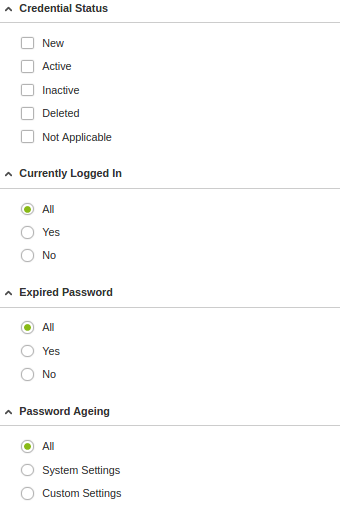 Credential Status
New
Active
Inactive
Deleted
Not Applicable
Currently Logged In
All
Yes
No
Expired Password
All
Yes
No
Password Ageing
All
System Settings
Custom Settings